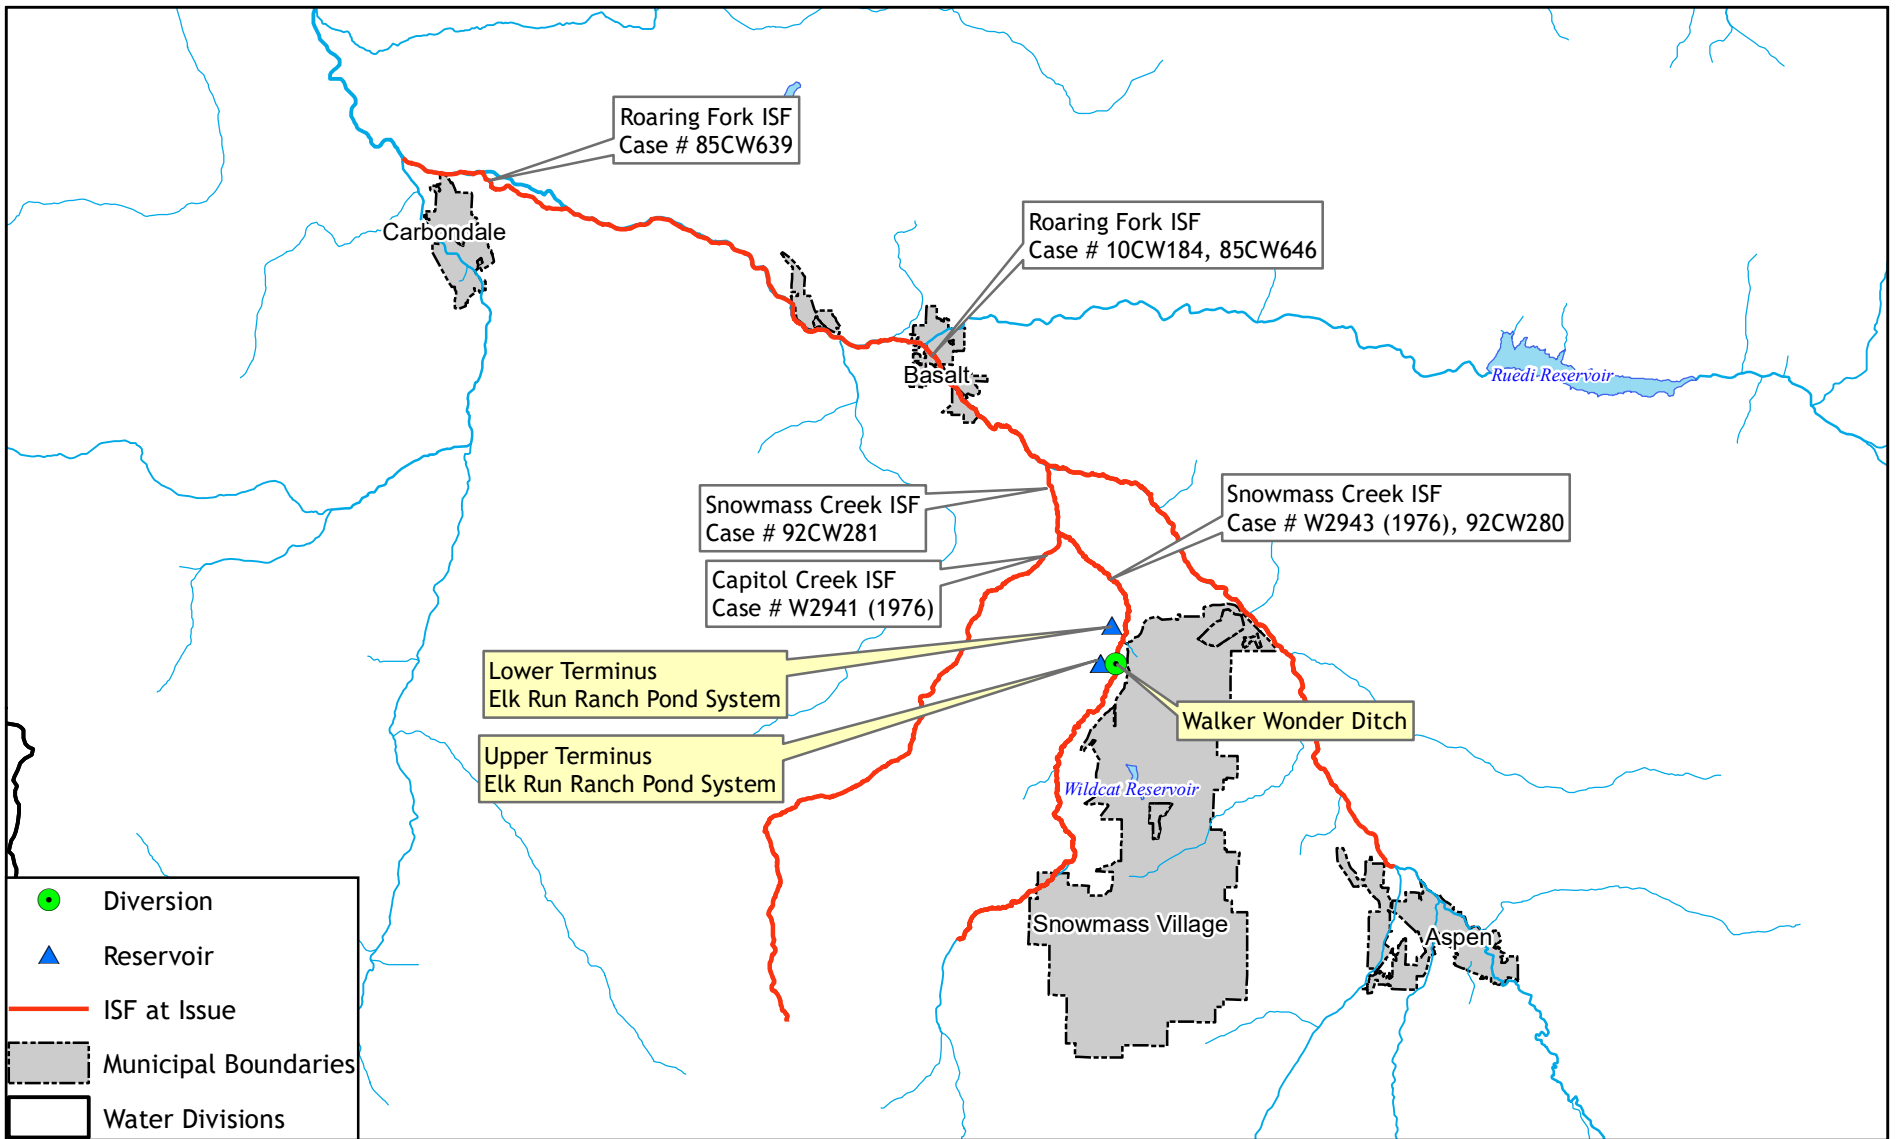 Roaring Fork ISF
Case # 85CW639
Roaring Fork ISF
Case # 10CW184, 85CW646
Carbondale
Basalt
Ruedi Reservoir
Snowmass Creek ISF
Case # 92CW281
Snowmass Creek ISF
Case # W2943 (1976), 92CW280
Capitol Creek ISF
Case # W2941 (1976)
Lower Terminus
Elk Run Ranch Pond System
Walker Wonder Ditch
Upper Terminus
Elk Run Ranch Pond System
Wildcat Reservoir
Snowmass Village
Aspen
Diversion
Reservoir
ISF at Issue
Municipal Boundaries
Water Divisions